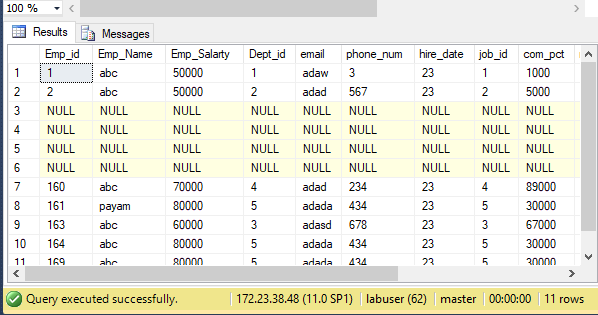 100 %
Results Messages
Emp_id Emp_Name Emp_Salarty Dept_id email phone_num hire_date job_id com_pct
1 1 abc 50000 1 adaw 3 23 1 1000
2 2 abc 50000 2 adad 567 23 2 5000
3 NULL NULL NULL NULL NULL NULL NULL NULL NULL
4 NULL NULL NULL NULL NULL NULL NULL NULL NULL
5 NULL NULL NULL NULL NULL NULL NULL NULL NULL
6 NULL NULL NULL NULL NULL NULL NULL NULL NULL
7 160 abc 70000 4 adad 234 23 4 89000
8 161 payam 80000 5 adada 434 23 5 30000
9 163 abc 60000 3 adasd 678 23 3 67000
10 164 abc 80000 5 adada 434 23 5 30000
11 169 abc 80000 5 adada 434 23 5 30000
Query executed successfully. 172.23.38.48 (11.0 SP1) labuser (62) master 00:00:00 11 rows